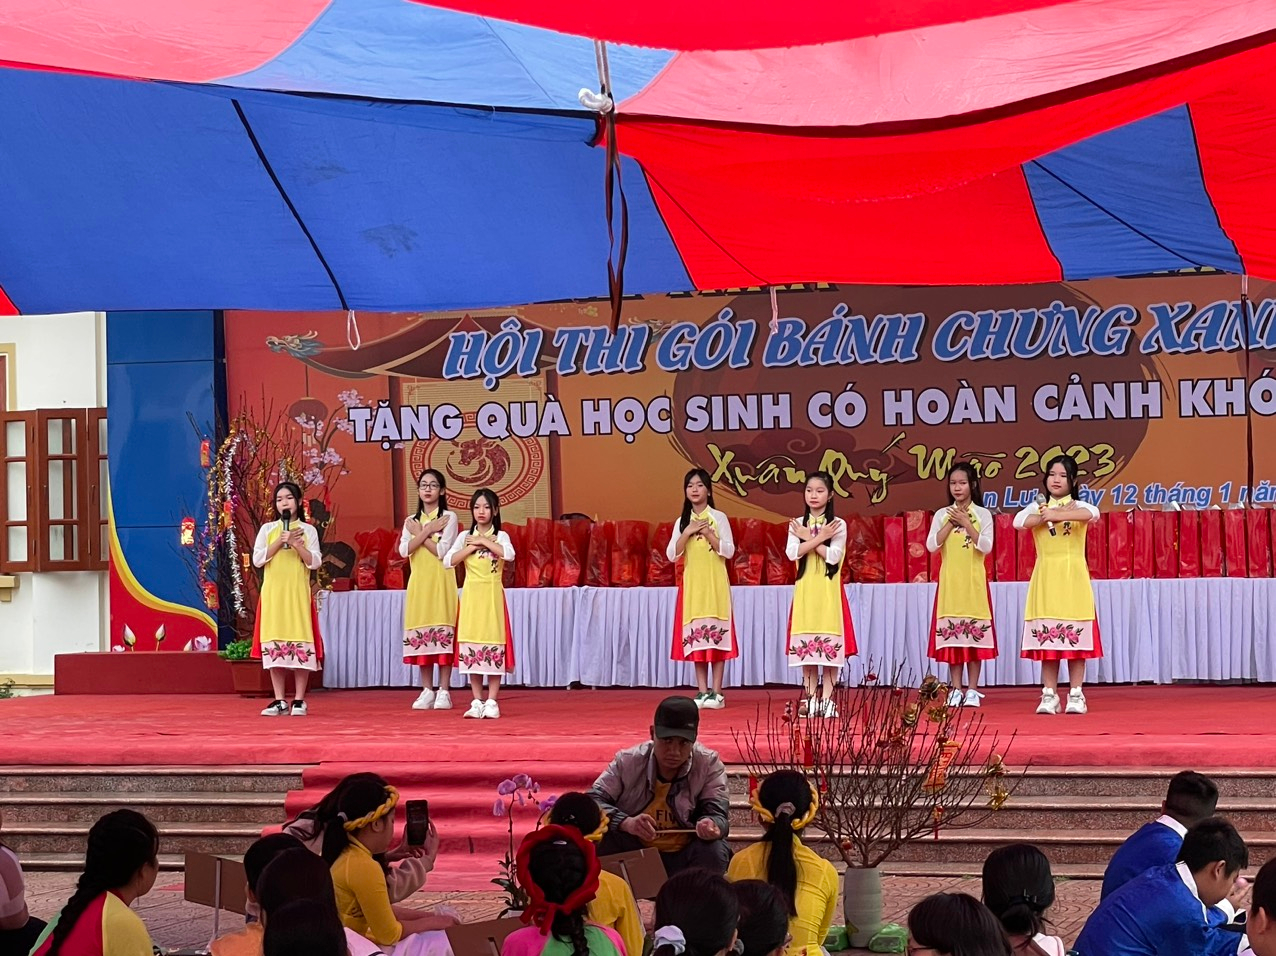 HỘI THI GÓI BÁNH CHƯNG XANH
TẶNG QUÀ HỌC SINH CÓ HOÀN CẢNH KHÓ
Xuân Quý Mão 2023
Lư ngày 12 tháng 1 năm